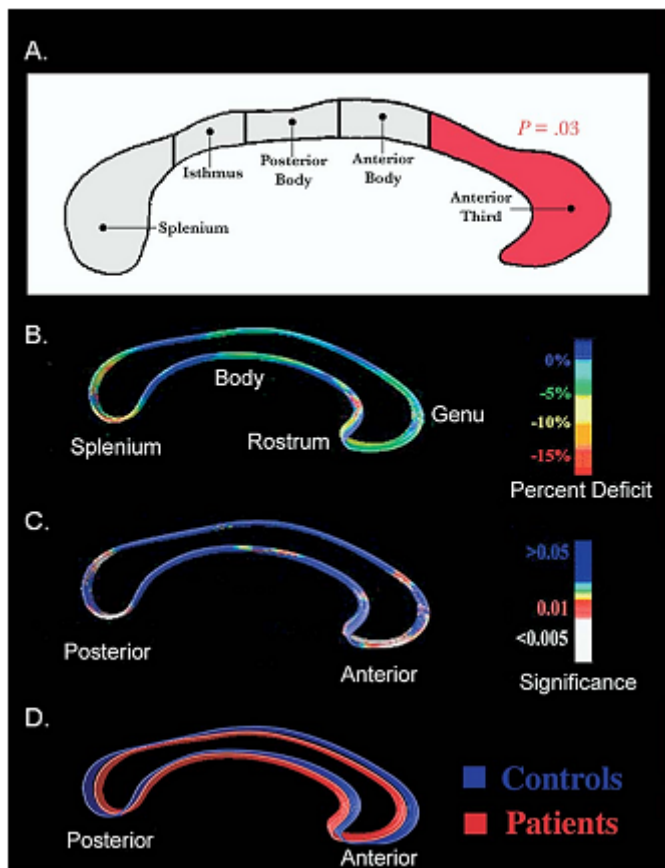 A.
P = .03
Isthmus
Posterior
Body
Anterior
Body
Anterior
Third
Splenium
B.
Body
Splenium
Rostrum
Genu
0%
-5%
-10%
-15%
Percent Deficit
C.
Posterior
Anterior
>0.05
0.01
<0.005
Significance
D.
Posterior
Anterior
Controls
Patients